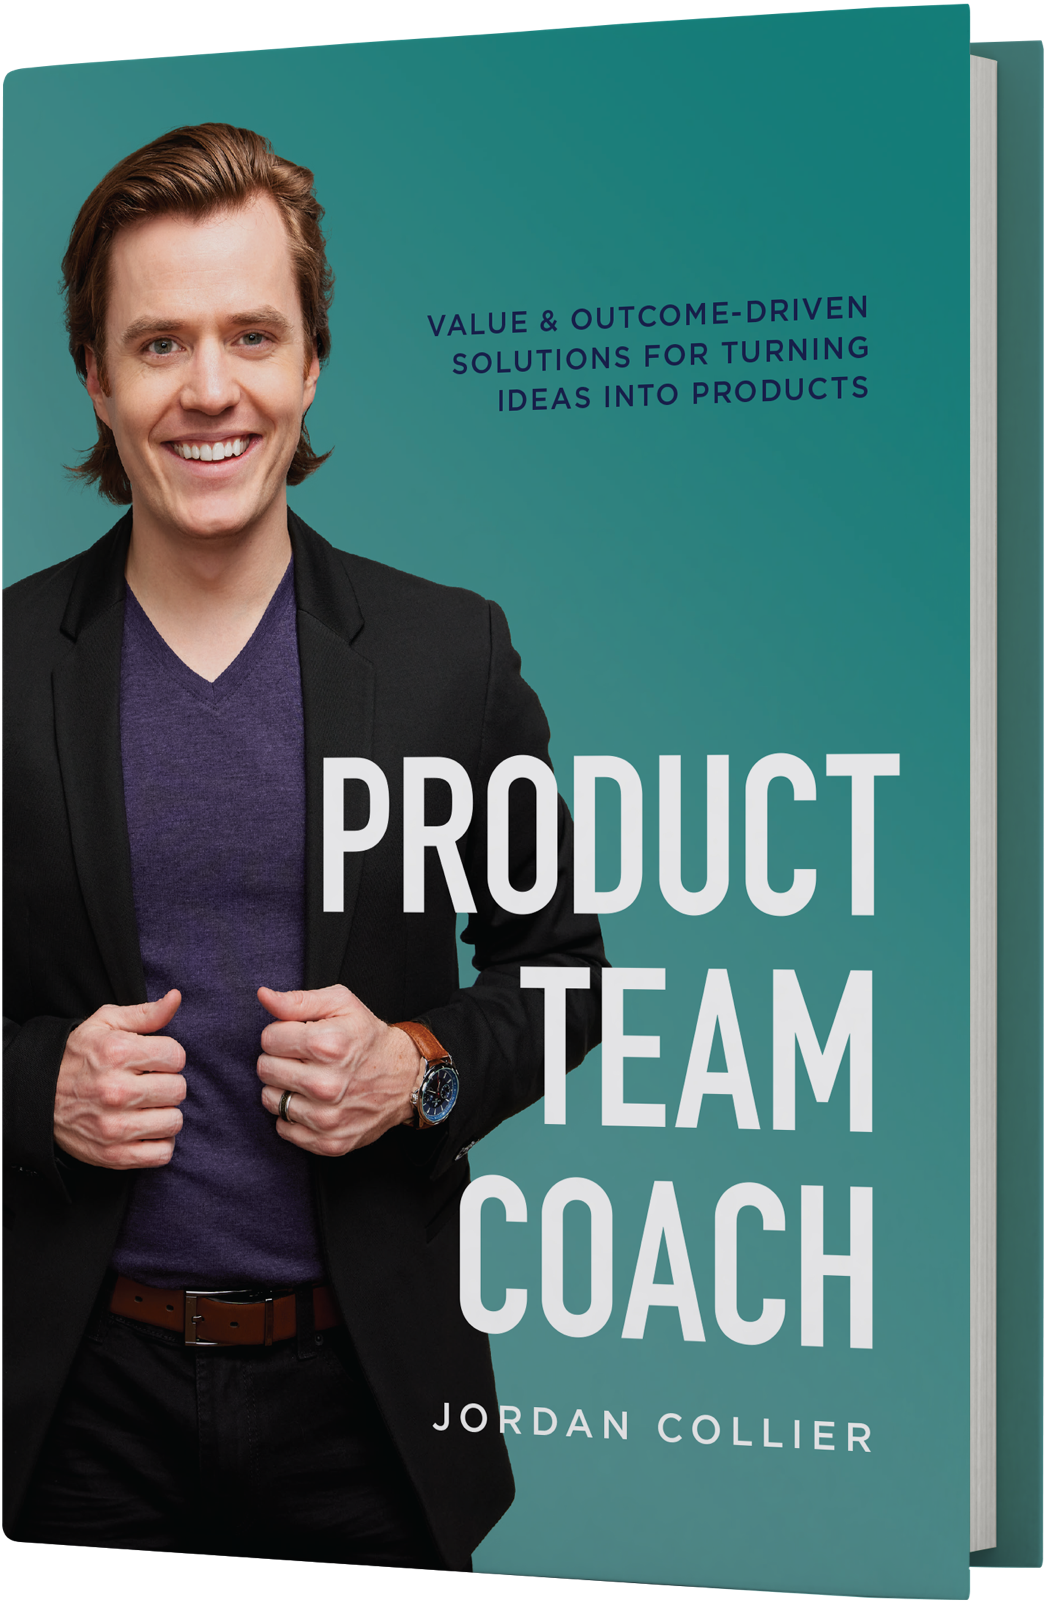 VALUE & OUTCOME-DRIVEN
SOLUTIONS FOR TURNING
IDEAS INTO PRODUCTS
PRODUCT
TEAM
COACH
JORDAN COLLIER